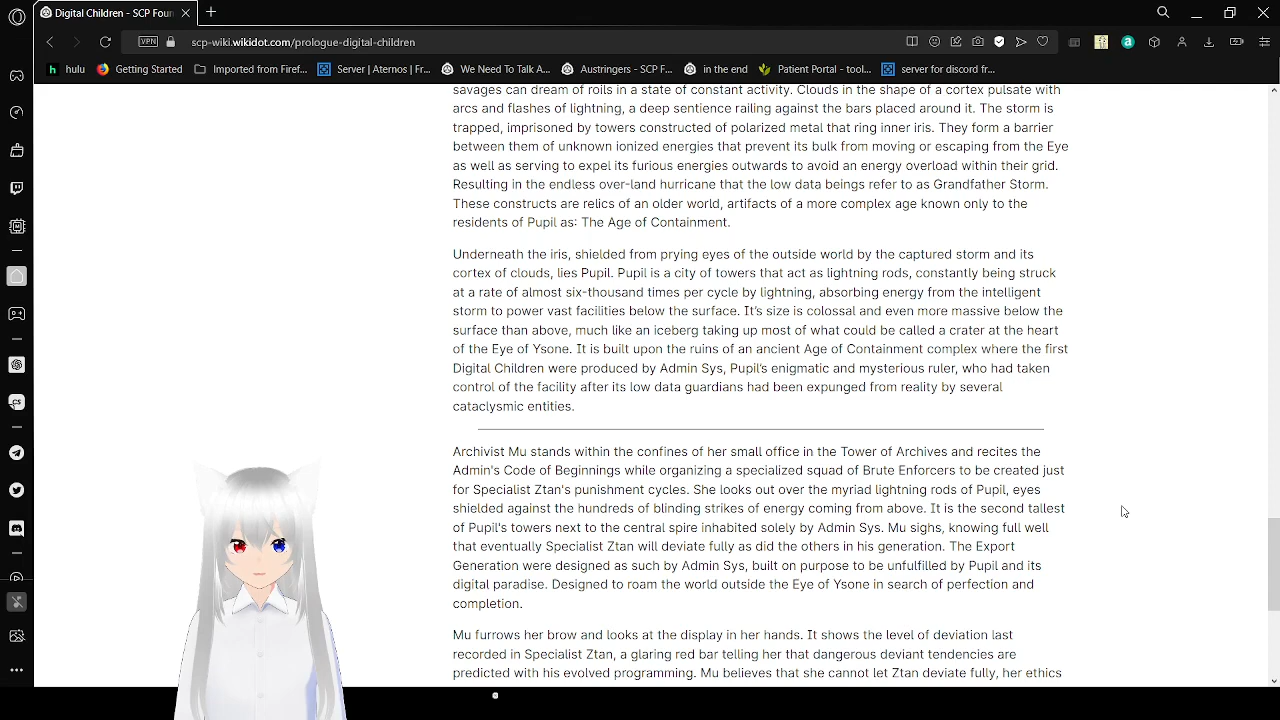 Digital Children - SCP Foun
VPN
scp-wiki.wikidot.com/prologue-digital-children
h hulu
Getting Started
Imported from Firef...
Server | Aternos | Fr...
We Need To Talk A...
Austringers - SCP F...
in the end
Patient Portal - tool...
server for discord fr...
savages can dream of roils in a state of constant activity. Clouds in the shape of a cortex pulsate with
arcs and flashes of lightning, a deep sentience railing against the bars placed around it. The storm is
trapped, imprisoned by towers constructed of polarized metal that ring inner iris. They form a barrier
between them of unknown ionized energies that prevent its bulk from moving or escaping from the Eye
as well as serving to expel its furious energies outwards to avoid an energy overload within their grid.
Resulting in the endless over-land hurricane that the low data beings refer to as Grandfather Storm.
These constructs are relics of an older world, artifacts of a more complex age known only to the
residents of Pupil as: The Age of Containment.
Underneath the iris, shielded from prying eyes of the outside world by the captured storm and its
cortex of clouds, lies Pupil. Pupil is a city of towers that act as lightning rods, constantly being struck
at a rate of almost six-thousand times per cycle by lightning, absorbing energy from the intelligent
storm to power vast facilities below the surface. It's size is colossal and even more massive below the
surface than above, much like an iceberg taking up most of what could be called a crater at the heart
of the Eye of Ysone. It is built upon the ruins of an ancient Age of Containment complex where the first
Digital Children were produced by Admin Sys, Pupil's enigmatic and mysterious ruler, who had taken
control of the facility after its low data guardians had been expunged from reality by several
cataclysmic entities.
Archivist Mu stands within the confines of her small office in the Tower of Archives and recites the
Admin's Code of Beginnings while organizing a specialized squad of Brute Enforcers to be created just
for Specialist Ztan's punishment cycles. She looks out over the myriad lightning rods of Pupil, eyes
shielded against the hundreds of blinding strikes of energy coming from above. It is the second tallest
of Pupil's towers next to the central spire inhabited solely by Admin Sys. Mu sighs, knowing full well
that eventually Specialist Ztan will deviate fully as did the others in his generation. The Export
Generation were designed as such by Admin Sys, built on purpose to be unfulfilled by Pupil and its
digital paradise. Designed to roam the world outside the Eye of Ysone in search of perfection and
completion.
Mu furrows her brow and looks at the display in her hands. It shows the level of deviation last
recorded in Specialist Ztan, a glaring red bar telling her that dangerous deviant tendencies are
predicted with his evolved programming. Mu believes that she cannot let Ztan deviate fully, her ethics